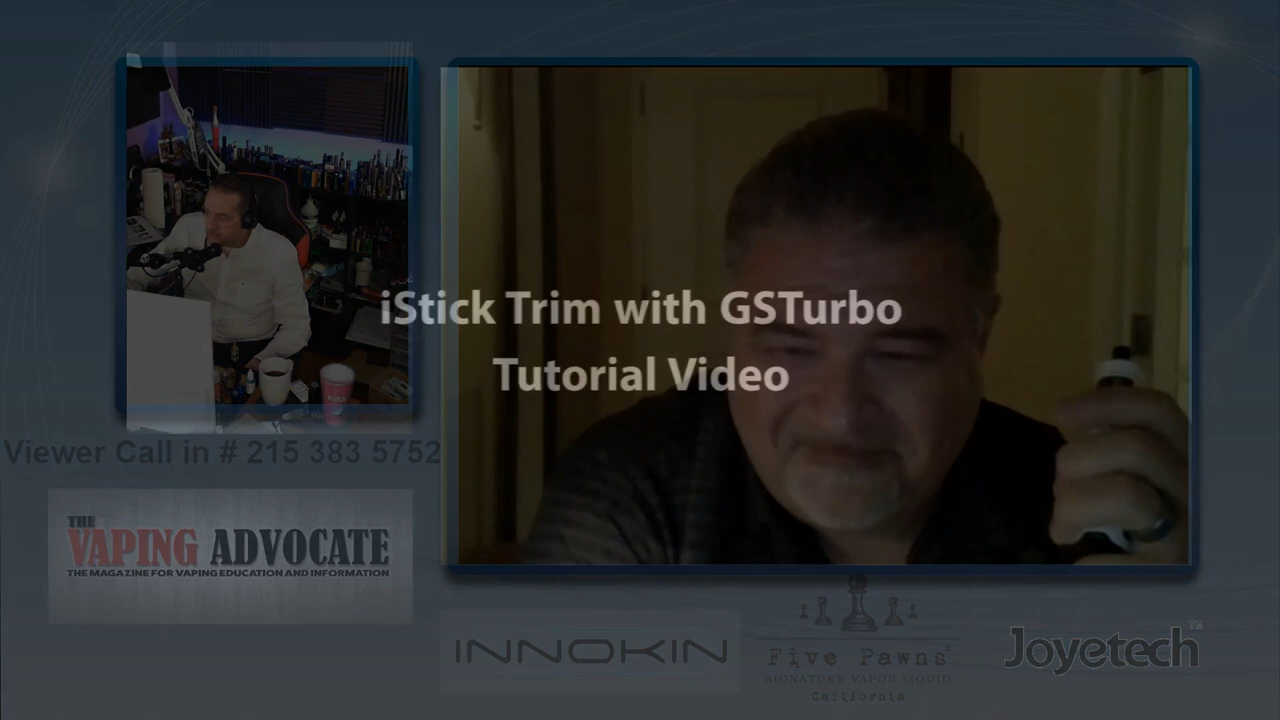 iStick Trim with GSTurbo
Tutorial Video
Viewer Call in # 215 383 5752
THE
VAPING ADVOCATE
THE MAGAZINE FOR VAPING EDUCATION AND INFORMATION
INNOKIN
Five Pawns
SIGNATURE VAPOR LIQUID
California
Joyetech™